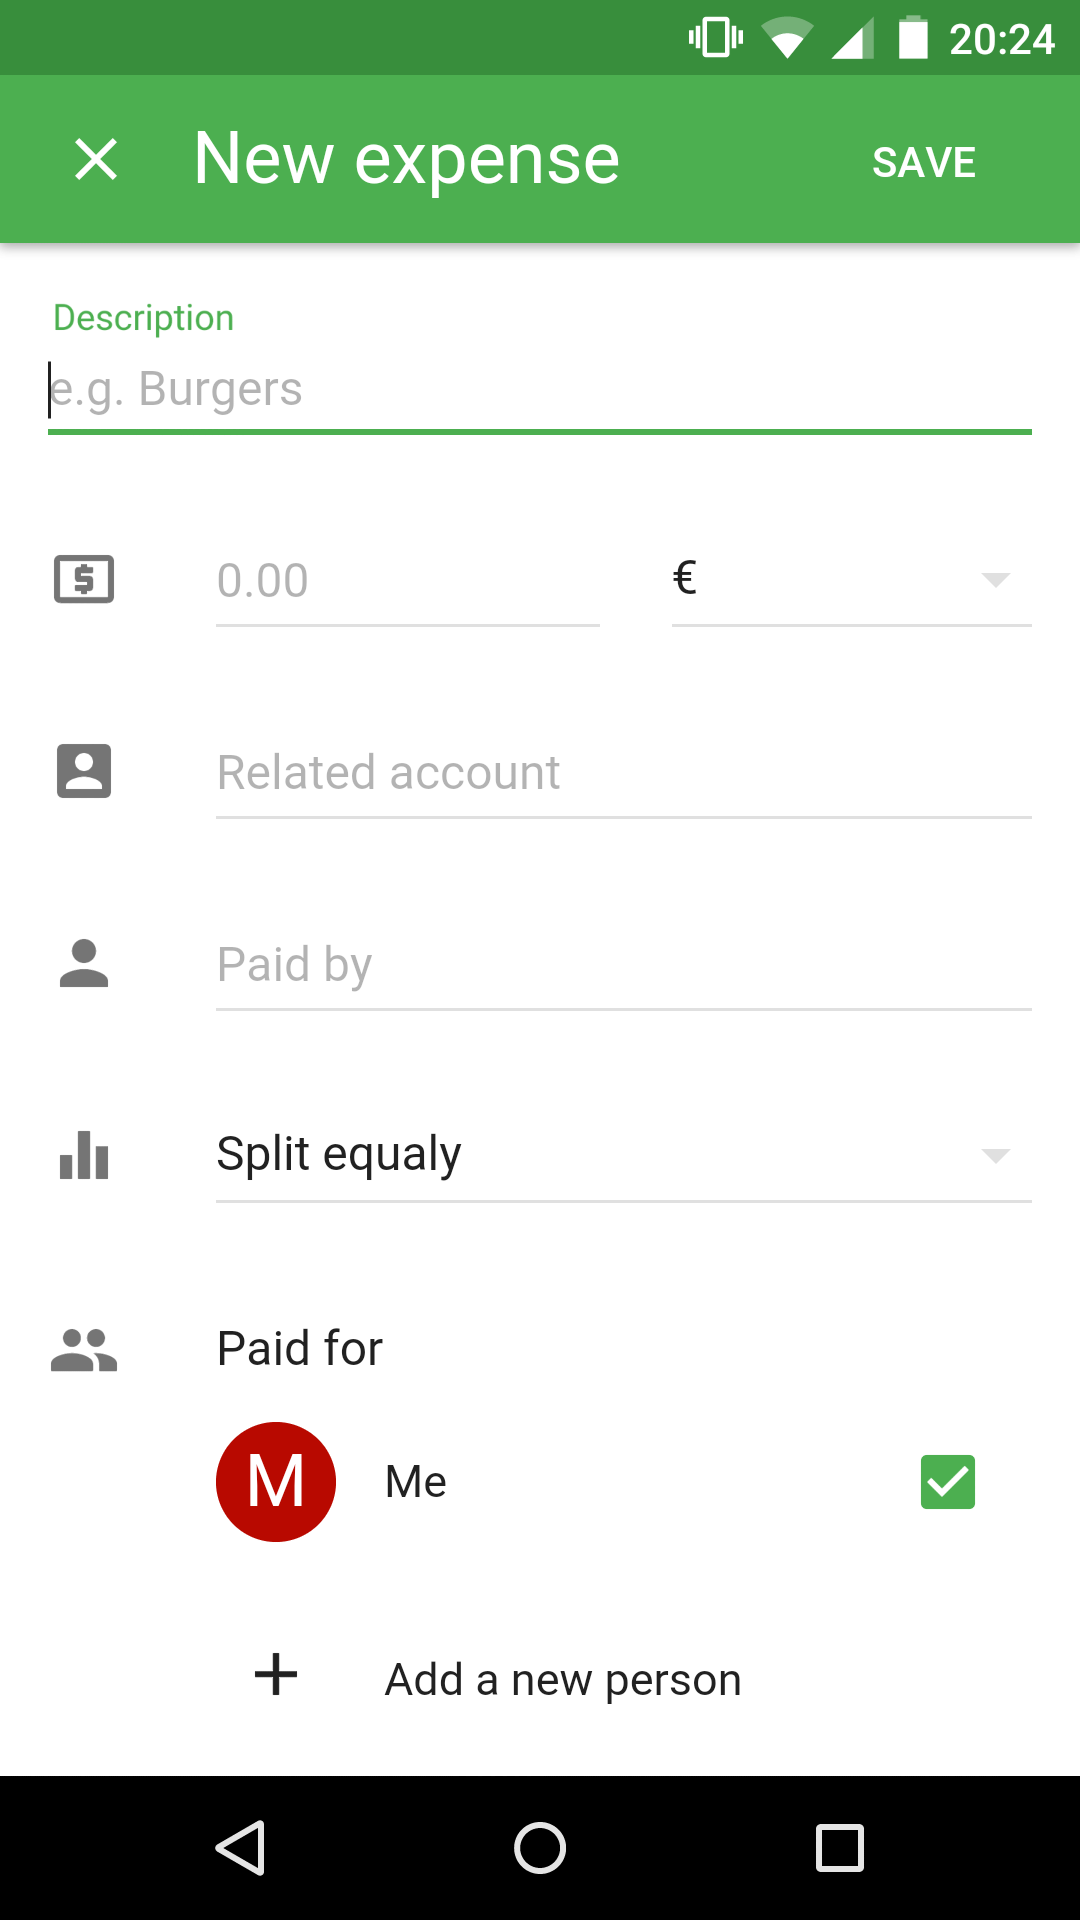 20:24
New expense
SAVE
Description
e.g. Burgers
0.00
€
Related account
Paid by
Split equaly
Paid for
M
Me
Add a new person